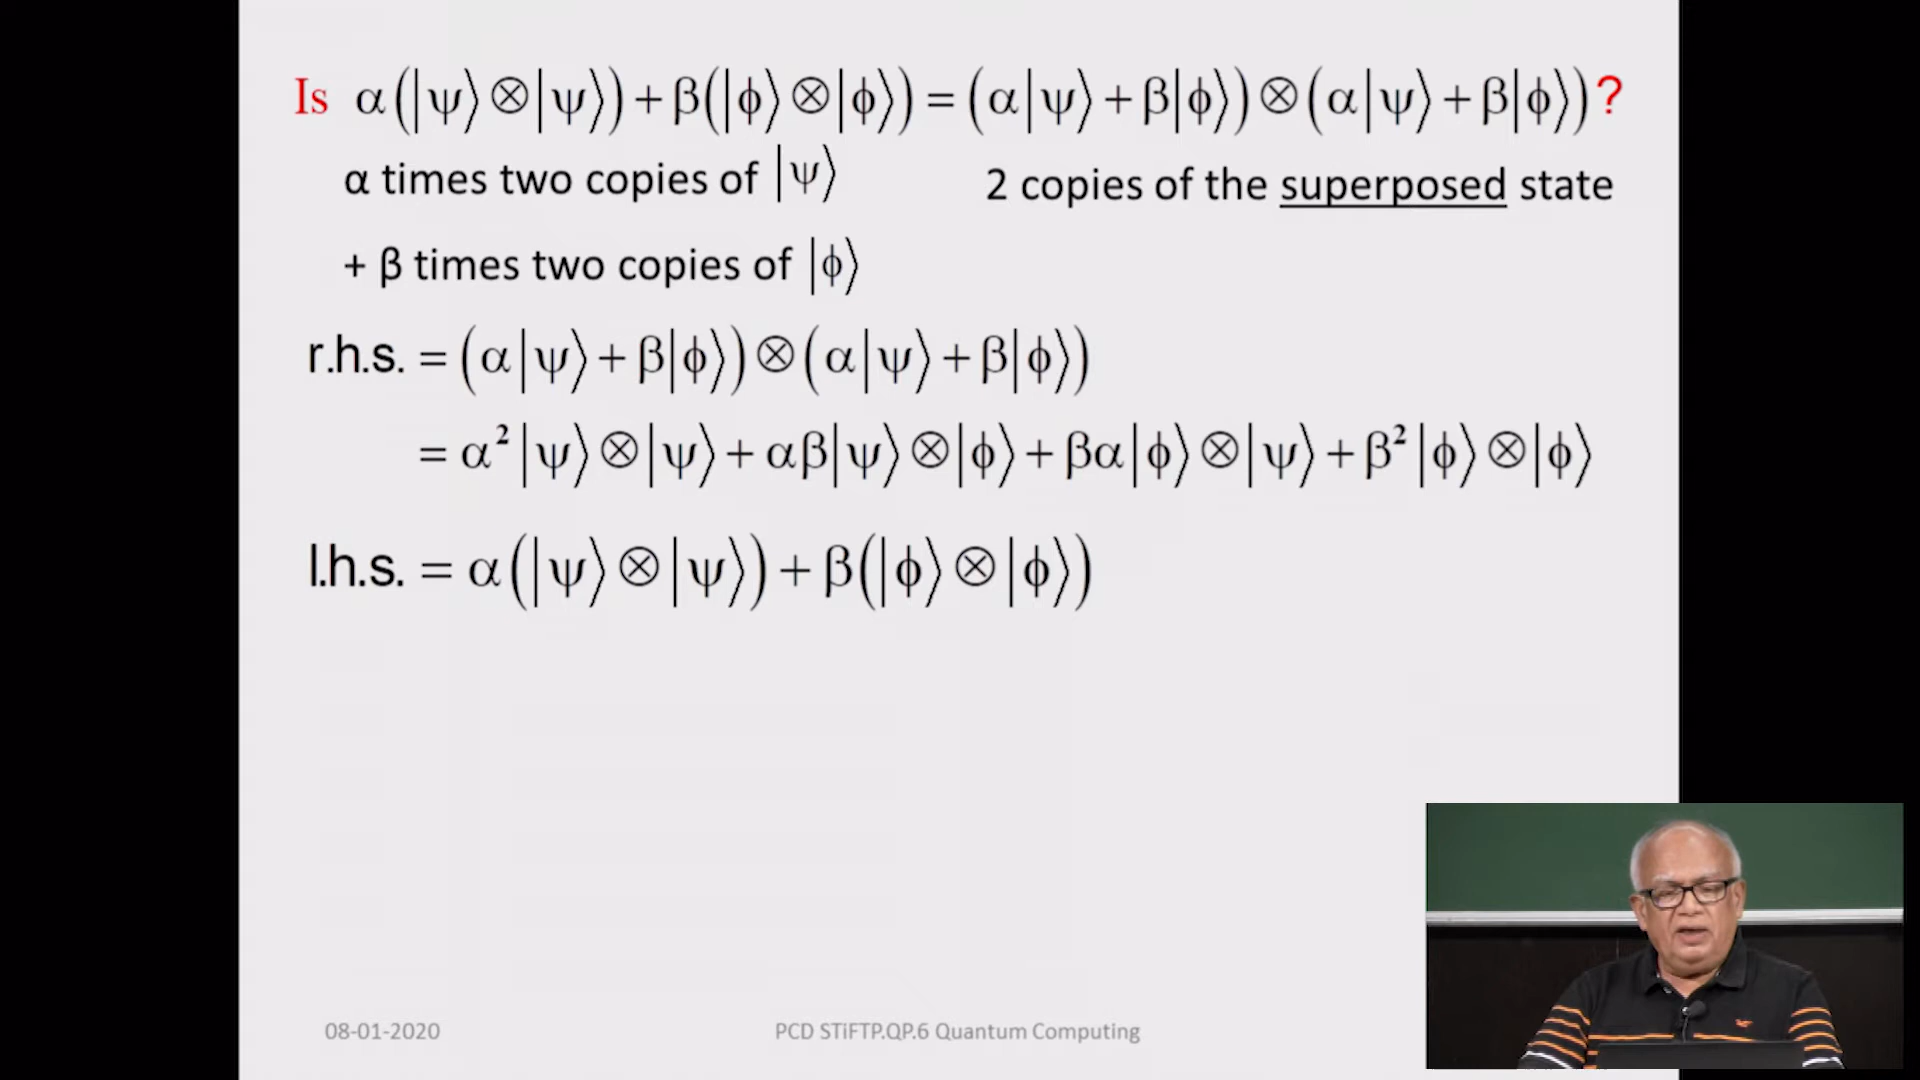 Is α(|ψ⟩⊗|ψ⟩)+β(|ϕ⟩⊗|ϕ⟩)=(α|ψ⟩+β|ϕ⟩)⊗(α|ψ⟩+β|ϕ⟩)?
α times two copies of |ψ⟩
2 copies of the superposed state
+ β times two copies of |ϕ⟩
r.h.s. =(α|ψ⟩+β|ϕ⟩)⊗(α|ψ⟩+β|ϕ⟩)
= α²|ψ⟩⊗|ψ⟩+αβ|ψ⟩⊗|ϕ⟩+βα|ϕ⟩⊗|ψ⟩+β²|ϕ⟩⊗|ϕ⟩
l.h.s. = α(|ψ⟩⊗|ψ⟩)+β(|ϕ⟩⊗|ϕ⟩)
08-01-2020
PCD STiFTP.QP.6 Quantum Computing